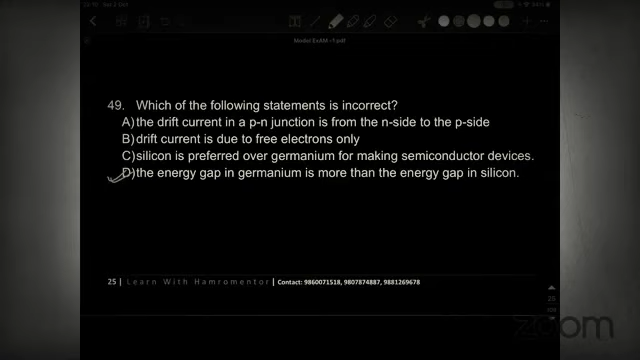 Sat 2 Oct
Model ExAM -1.pdf
49. Which of the following statements is incorrect?
A) the drift current in a p-n junction is from the n-side to the p-side
B) drift current is due to free electrons only
C) silicon is preferred over germanium for making semiconductor devices.
D) the energy gap in germanium is more than the energy gap in silicon.
25 | Learn With Hamromentor | Contact: 9860071518, 9807874887, 9881269678
zoom